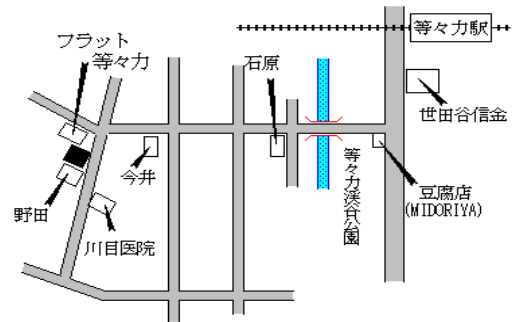 等々力駅
フラット
等々力
石原
世田谷信金
今井
等々力渓谷公園
豆腐店
(MIDORIYA)
野田
川目医院